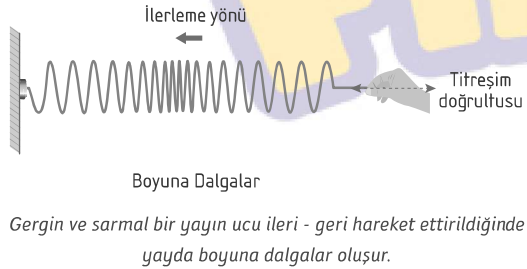 İlerleme yönü
Titreşim
doğrultusu
Boyuna Dalgalar
Gergin ve sarmal bir yayın ucu ileri - geri hareket ettirildiğinde
yayda boyuna dalgalar oluşur.